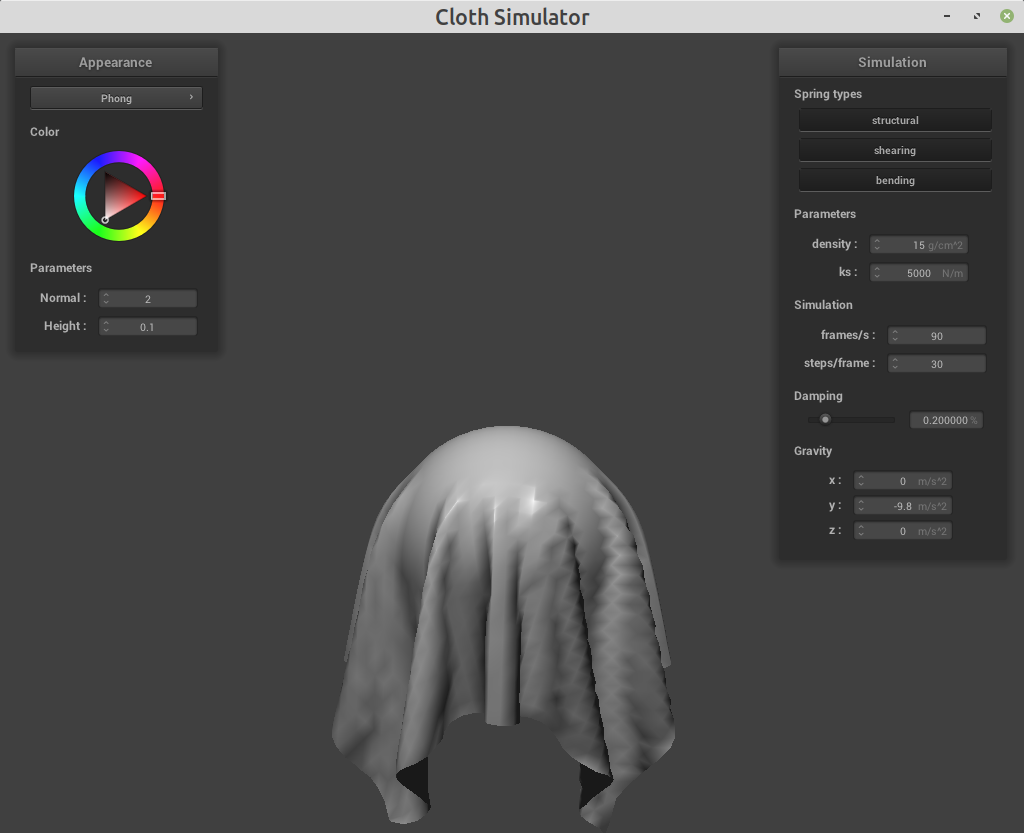 Cloth Simulator
Appearance
Phong
Color
Parameters
Normal : 2
Height : 0.1
Simulation
Spring types
structural
shearing
bending
Parameters
density : 15 g/cm^2
ks : 5000 N/m
Simulation
frames/s : 90
steps/frame : 30
Damping
0.200000 %
Gravity
x : 0 m/s^2
y : -9.8 m/s^2
z : 0 m/s^2